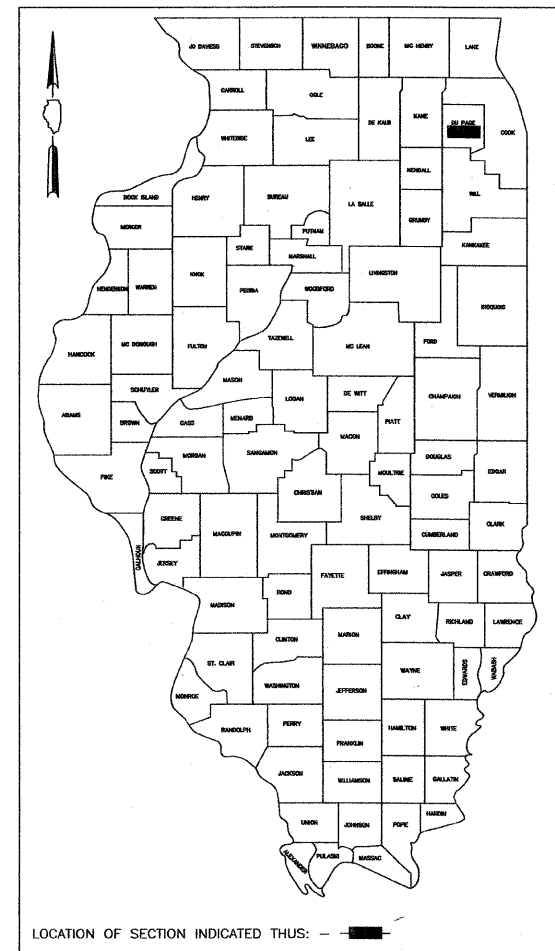 JO DAVIESS STEPHENSON WINNEBAGO BOONE MC HENRY LAKE
CARROLL OGLE DE KALB KANE DU PAGE COOK
WHITESIDE LEE
KENDALL WILL
ROCK ISLAND HENRY BUREAU LA SALLE GRUNDY
MERCER PUTNAM KANKAKEE
STARK MARSHALL
HENDERSON WARREN KNOX PEORIA WOODFORD LIVINGSTON IROQUOIS
FORD
HANCOCK MC DONOUGH FULTON TAZEWELL MC LEAN
MASON
SCHUYLER LOGAN DE WITT CHAMPAIGN VERMILION
ADAMS BROWN CASS MENARD MACON PIATT
MORGAN SANGAMON DOUGLAS
PIKE SCOTT CHRISTIAN MOULTRIE EDGAR
COLES
GREENE MACOUPIN MONTGOMERY SHELBY CUMBERLAND CLARK
CALHOUN JERSEY FAYETTE EFFINGHAM JASPER CRAWFORD
MADISON BOND
CLAY RICHLAND LAWRENCE
CLINTON MARION
ST. CLAIR WAYNE EDWARDS WABASH
WASHINGTON JEFFERSON
MONROE
RANDOLPH PERRY HAMILTON WHITE
FRANKLIN
JACKSON WILLIAMSON SALINE GALLATIN
HARDIN
UNION JOHNSON POPE
ALEXANDER PULASKI MASSAC
LOCATION OF SECTION INDICATED THUS: -